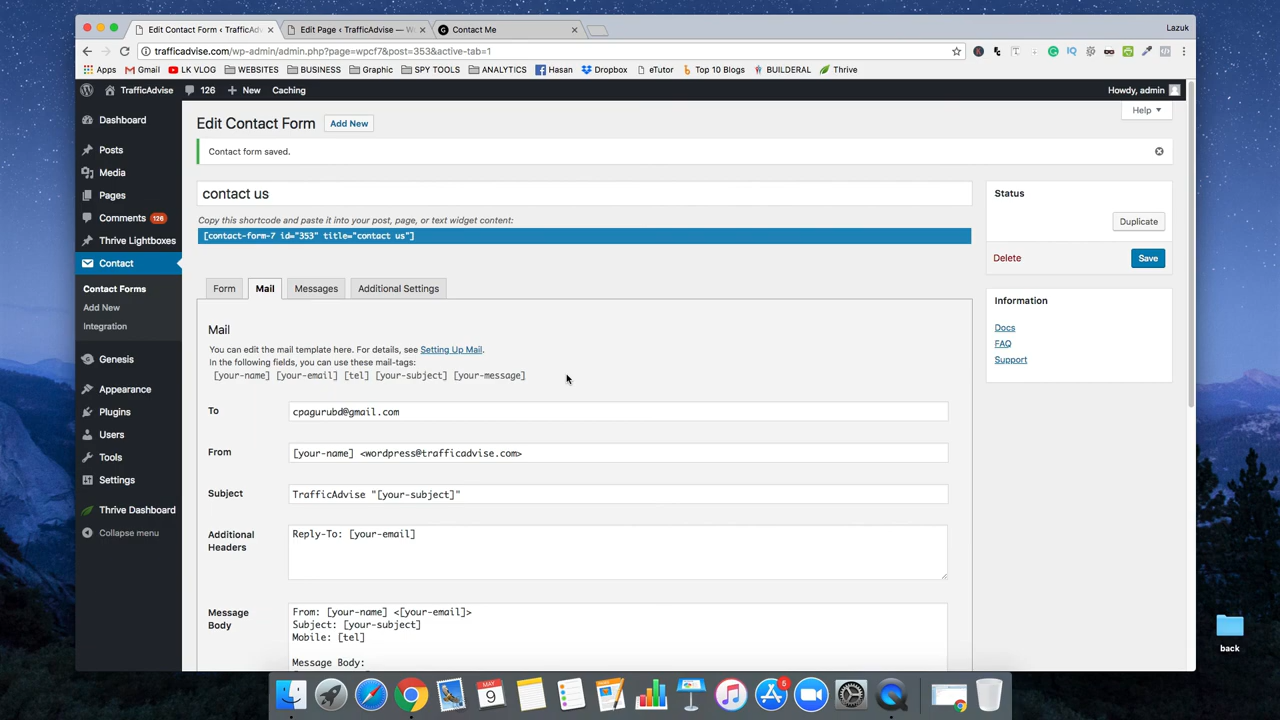 Edit Contact Form ‹ TrafficAdvi
Edit Page ‹ TrafficAdvise — W
Contact Me
Lazuk
trafficadvise.com/wp-admin/admin.php?page=wpcf7&post=353&active-tab=1
Apps
Gmail
LK VLOG
WEBSITES
BUSINESS
Graphic
SPY TOOLS
ANALYTICS
Hasan
Dropbox
eTutor
Top 10 Blogs
BUILDERAL
Thrive
TrafficAdvise
126
New
Caching
Howdy, admin
Help
Dashboard
Posts
Media
Pages
Comments 126
Thrive Lightboxes
Contact
Contact Forms
Add New
Integration
Genesis
Appearance
Plugins
Users
Tools
Settings
Thrive Dashboard
Collapse menu
Edit Contact Form
Add New
Contact form saved.
contact us
Copy this shortcode and paste it into your post, page, or text widget content:
[contact-form-7 id="353" title="contact us"]
Form
Mail
Messages
Additional Settings
Mail
You can edit the mail template here. For details, see Setting Up Mail.
In the following fields, you can use these mail-tags:
[your-name] [your-email] [tel] [your-subject] [your-message]
To
cpagurubd@gmail.com
From
[your-name] <wordpress@trafficadvise.com>
Subject
TrafficAdvise "[your-subject]"
Additional
Headers
Reply-To: [your-email]
Message
Body
From: [your-name] <[your-email]>
Subject: [your-subject]
Mobile: [tel]
Message Body:
Status
Duplicate
Delete
Save
Information
Docs
FAQ
Support
back
MAY
9
5